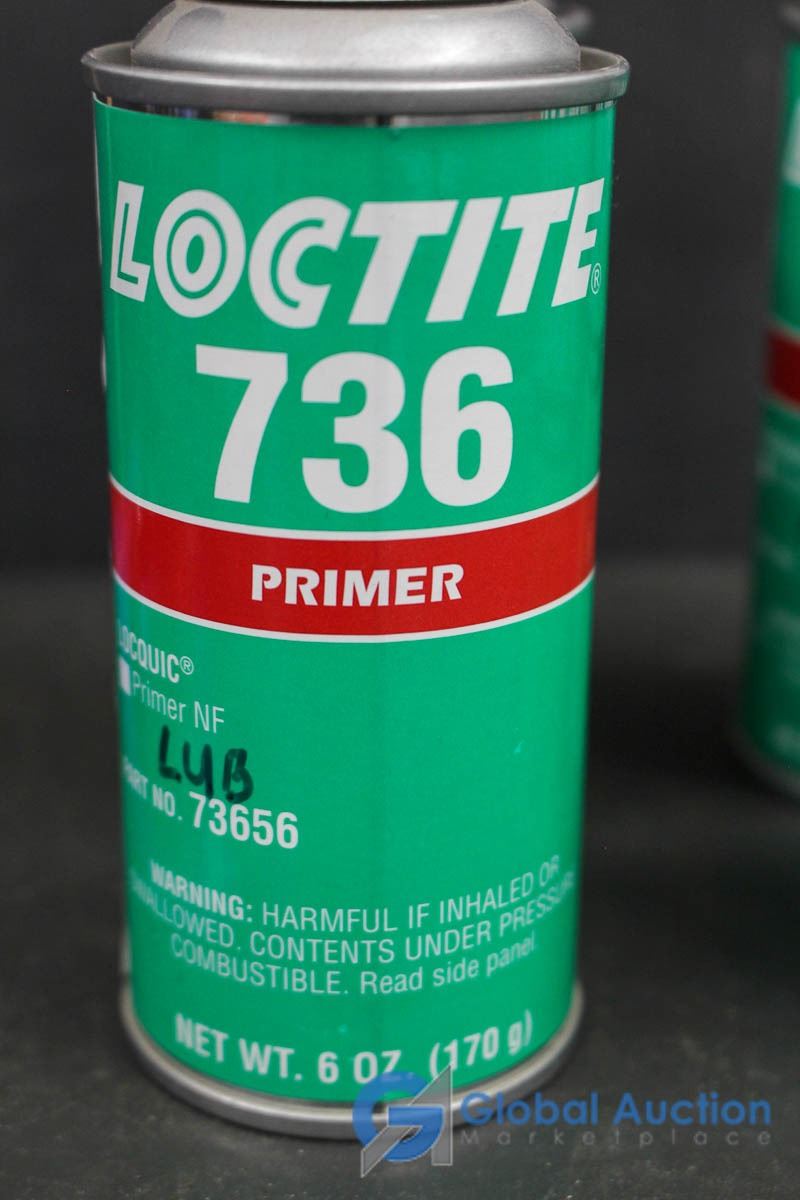 LOCTITE®
736
PRIMER
LOCQUIC®
Primer NF
LUB
PART NO. 73656
WARNING: HARMFUL IF INHALED OR
SWALLOWED. CONTENTS UNDER PRESSURE.
COMBUSTIBLE. Read side panel.
NET WT. 6 OZ. (170 g)
Global Auction
Marketplace